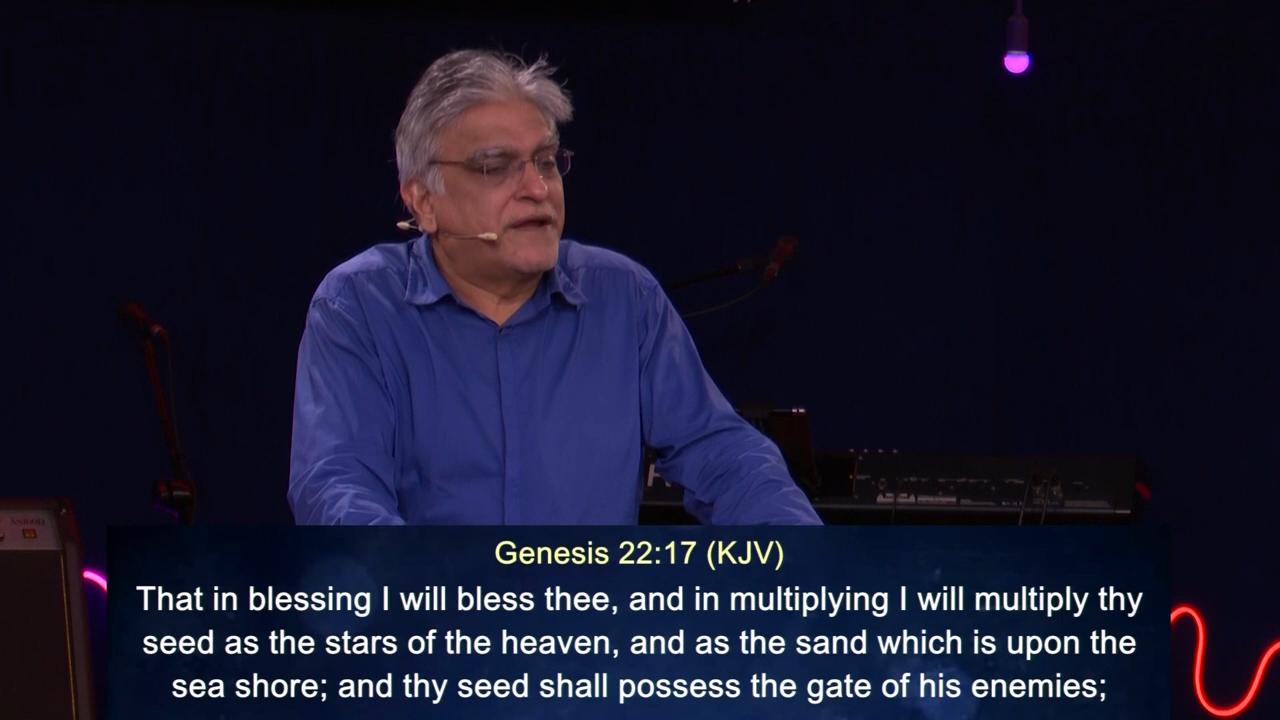 Genesis 22:17 (KJV)
That in blessing I will bless thee, and in multiplying I will multiply thy
seed as the stars of the heaven, and as the sand which is upon the
sea shore; and thy seed shall possess the gate of his enemies;